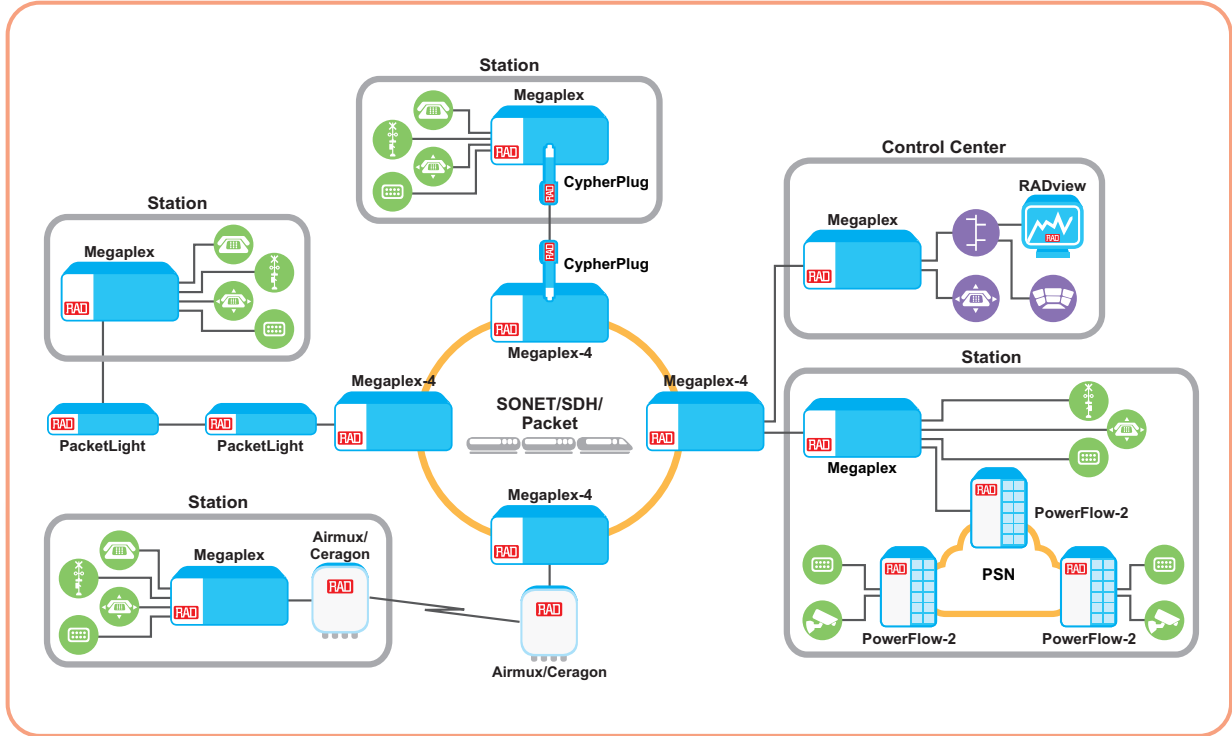 Station
Megaplex
RAD
CypherPlug
RAD
RAD
CypherPlug
RAD
Megaplex-4
Station
Megaplex
RAD
RAD
PacketLight
RAD
PacketLight
Megaplex-4
RAD
SONET/SDH/
Packet
Megaplex-4
RAD
Megaplex-4
RAD
Control Center
RADview
RAD
Megaplex
RAD
Station
RAD
Megaplex
RAD
PowerFlow-2
PSN
RAD
PowerFlow-2
RAD
PowerFlow-2
Station
Megaplex
RAD
Airmux/
Ceragon
RAD
RAD
Airmux/Ceragon